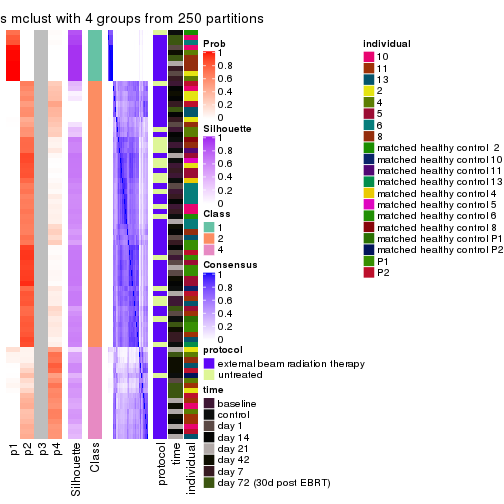 s mclust with 4 groups from 250 partitions
p1
p2
p3
p4
Silhouette
Class
protocol
time
individual
Prob
1
0.8
0.6
0.4
0.2
0
Silhouette
1
0.8
0.6
0.4
0.2
0
Class
1
2
4
Consensus
1
0.8
0.6
0.4
0.2
0
protocol
external beam radiation therapy
untreated
time
baseline
control
day 1
day 14
day 21
day 42
day 7
day 72 (30d post EBRT)
individual
10
11
13
2
4
5
6
8
matched healthy control 2
matched healthy control 10
matched healthy control 11
matched healthy control 13
matched healthy control 4
matched healthy control 5
matched healthy control 6
matched healthy control 8
matched healthy control P1
matched healthy control P2
P1
P2